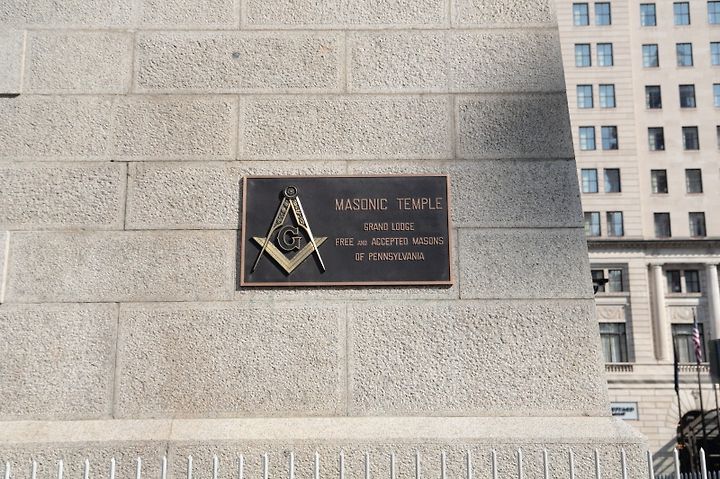 G
MASONIC TEMPLE
GRAND LODGE
FREE AND ACCEPTED MASONS
OF PENNSYLVANIA